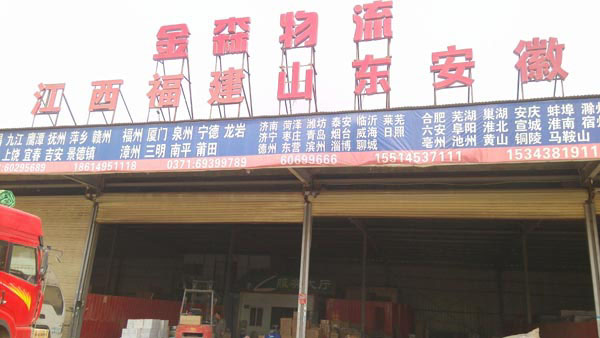 金森物流
江西福建山东安徽
九江 鹰潭 抚州 萍乡 赣州 福州 厦门 泉州 宁德 龙岩 济南 菏泽 潍坊 泰安 临沂 莱芜 合肥 芜湖 巢湖 安庆 蚌埠 滁州
上饶 宜春 吉安 景德镇 漳州 三明 南平 莆田 济宁 枣庄 青岛 烟台 威海 日照 六安 阜阳 淮北 宣城 淮南 宿
60295689 18614951118 0371-69399789 德州 东营 滨州 淄博 聊城 亳州 池州 黄山 铜陵 马鞍山
60699666 15514537111 1534381911